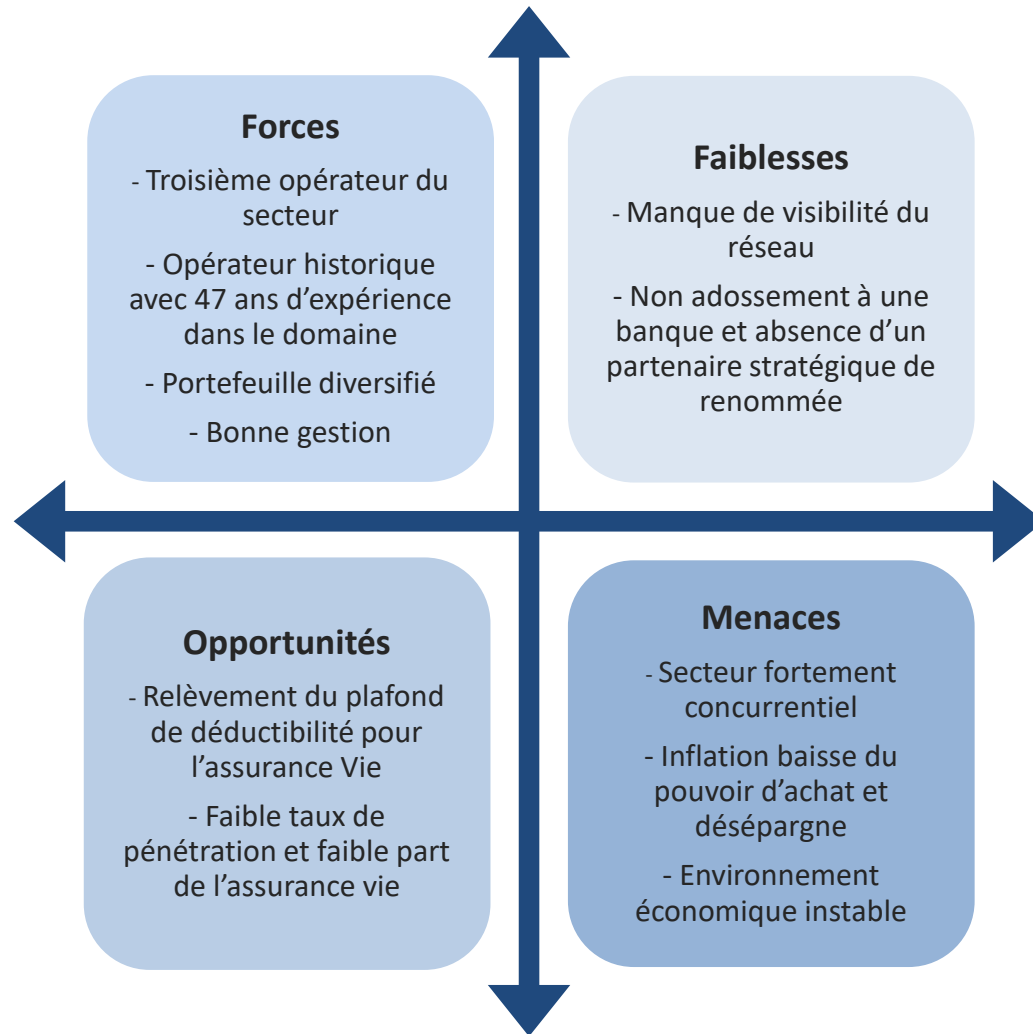 Forces
- Troisième opérateur du
secteur
- Opérateur historique
avec 47 ans d’expérience
dans le domaine
- Portefeuille diversifié
- Bonne gestion
Faiblesses
- Manque de visibilité du
réseau
- Non adossement à une
banque et absence d’un
partenaire stratégique de
renommée
Opportunités
- Relèvement du plafond
de déductibilité pour
l’assurance Vie
- Faible taux de
pénétration et faible part
de l’assurance vie
Menaces
- Secteur fortement
concurrentiel
- Inflation baisse du
pouvoir d’achat et
désépargne
- Environnement
économique instable